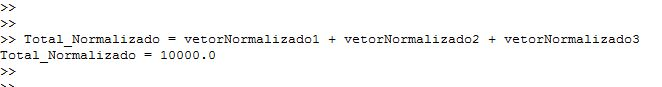 >>
>>
>> Total_Normalizado = vetorNormalizado1 + vetorNormalizado2 + vetorNormalizado3
Total_Normalizado = 10000.0
>>
>>